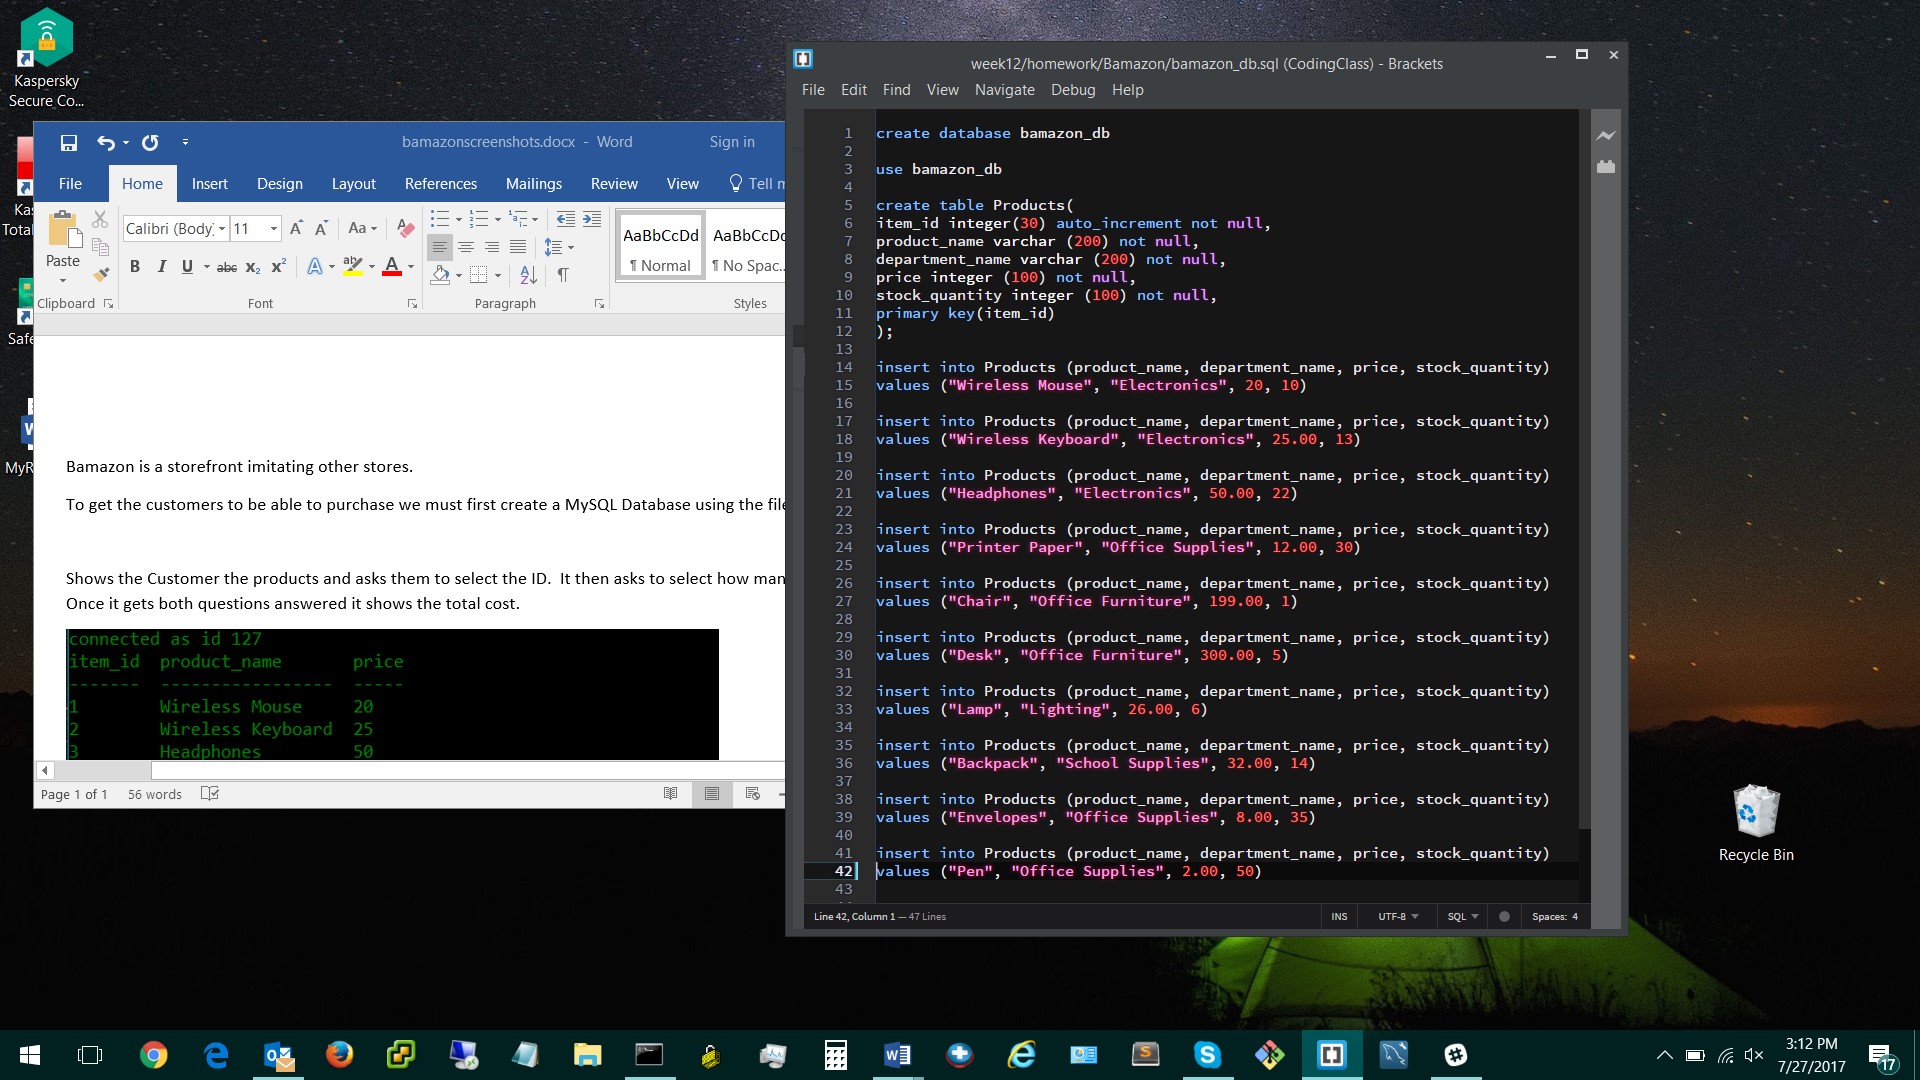 Kaspersky
Secure Co...
Ka
Total
Safe
MyR
bamazonscreenshots.docx - Word
Sign in
File Home Insert Design Layout References Mailings Review View Tell m
Paste
Calibri (Body) 11
Aa
AaBbCcDd AaBbCcDd
¶ Normal ¶ No Spac...
B I U abc X₂ X² A ab A
Clipboard Font Paragraph Styles
Bamazon is a storefront imitating other stores.
To get the customers to be able to purchase we must first create a MySQL Database using the file
Shows the Customer the products and asks them to select the ID.  It then asks to select how man
Once it gets both questions answered it shows the total cost.
connected as id 127
item_id  product_name       price
-------  -----------------  -----
1        Wireless Mouse     20
2        Wireless Keyboard  25
3        Headphones         50
Page 1 of 1 56 words
week12/homework/Bamazon/bamazon_db.sql (CodingClass) - Brackets
File Edit Find View Navigate Debug Help
1 create database bamazon_db
2
3 use bamazon_db
4
5 create table Products(
6 item_id integer(30) auto_increment not null,
7 product_name varchar (200) not null,
8 department_name varchar (200) not null,
9 price integer (100) not null,
10 stock_quantity integer (100) not null,
11 primary key(item_id)
12 );
13
14 insert into Products (product_name, department_name, price, stock_quantity)
15 values ("Wireless Mouse", "Electronics", 20, 10)
16
17 insert into Products (product_name, department_name, price, stock_quantity)
18 values ("Wireless Keyboard", "Electronics", 25.00, 13)
19
20 insert into Products (product_name, department_name, price, stock_quantity)
21 values ("Headphones", "Electronics", 50.00, 22)
22
23 insert into Products (product_name, department_name, price, stock_quantity)
24 values ("Printer Paper", "Office Supplies", 12.00, 30)
25
26 insert into Products (product_name, department_name, price, stock_quantity)
27 values ("Chair", "Office Furniture", 199.00, 1)
28
29 insert into Products (product_name, department_name, price, stock_quantity)
30 values ("Desk", "Office Furniture", 300.00, 5)
31
32 insert into Products (product_name, department_name, price, stock_quantity)
33 values ("Lamp", "Lighting", 26.00, 6)
34
35 insert into Products (product_name, department_name, price, stock_quantity)
36 values ("Backpack", "School Supplies", 32.00, 14)
37
38 insert into Products (product_name, department_name, price, stock_quantity)
39 values ("Envelopes", "Office Supplies", 8.00, 35)
40
41 insert into Products (product_name, department_name, price, stock_quantity)
42 values ("Pen", "Office Supplies", 2.00, 50)
43
Line 42, Column 1 — 47 Lines
INS UTF-8 SQL Spaces: 4
Recycle Bin
3:12 PM
7/27/2017
17